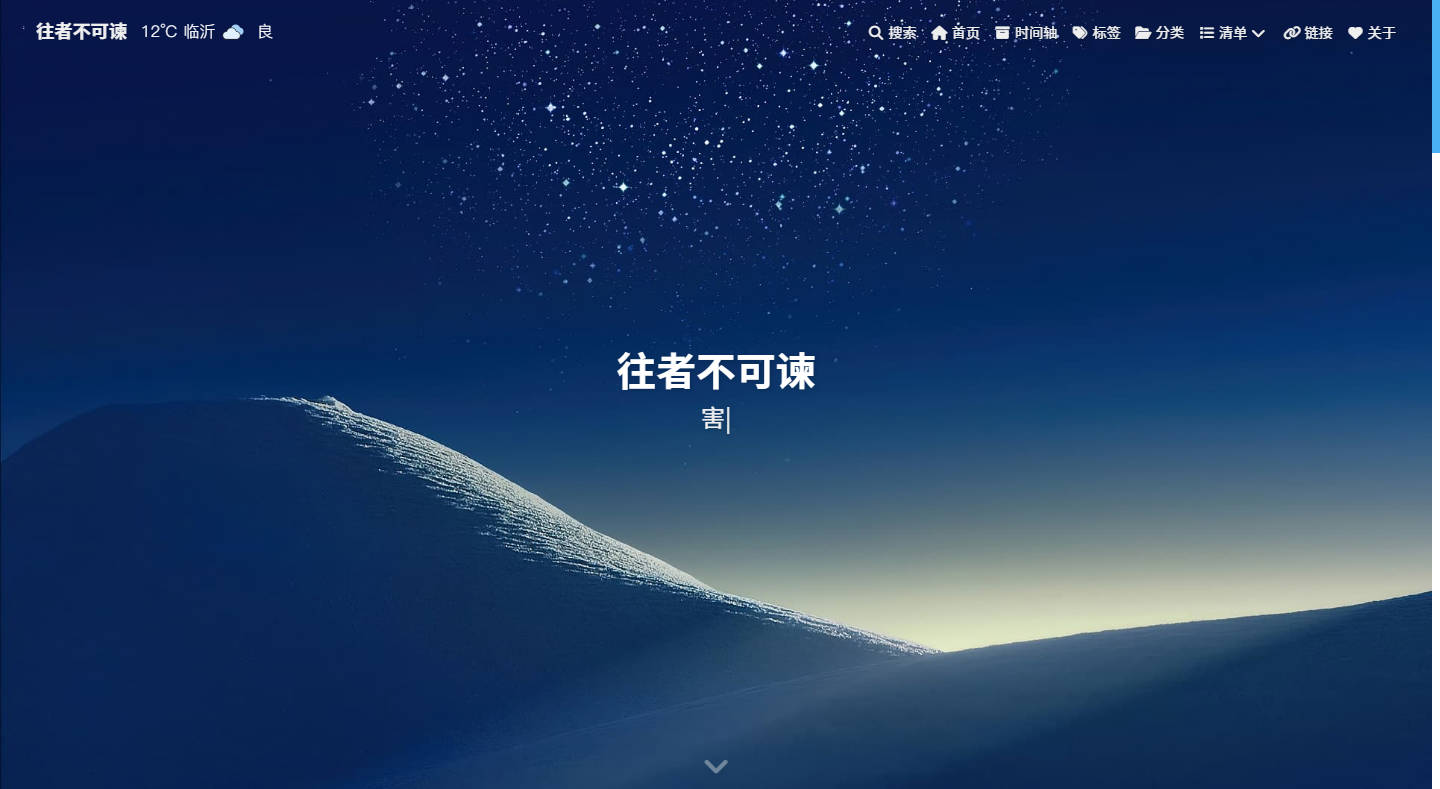 往者不可谏 12℃ 临沂 良 搜索 首页 时间轴 标签 分类 清单 链接 关于
往者不可谏
害|